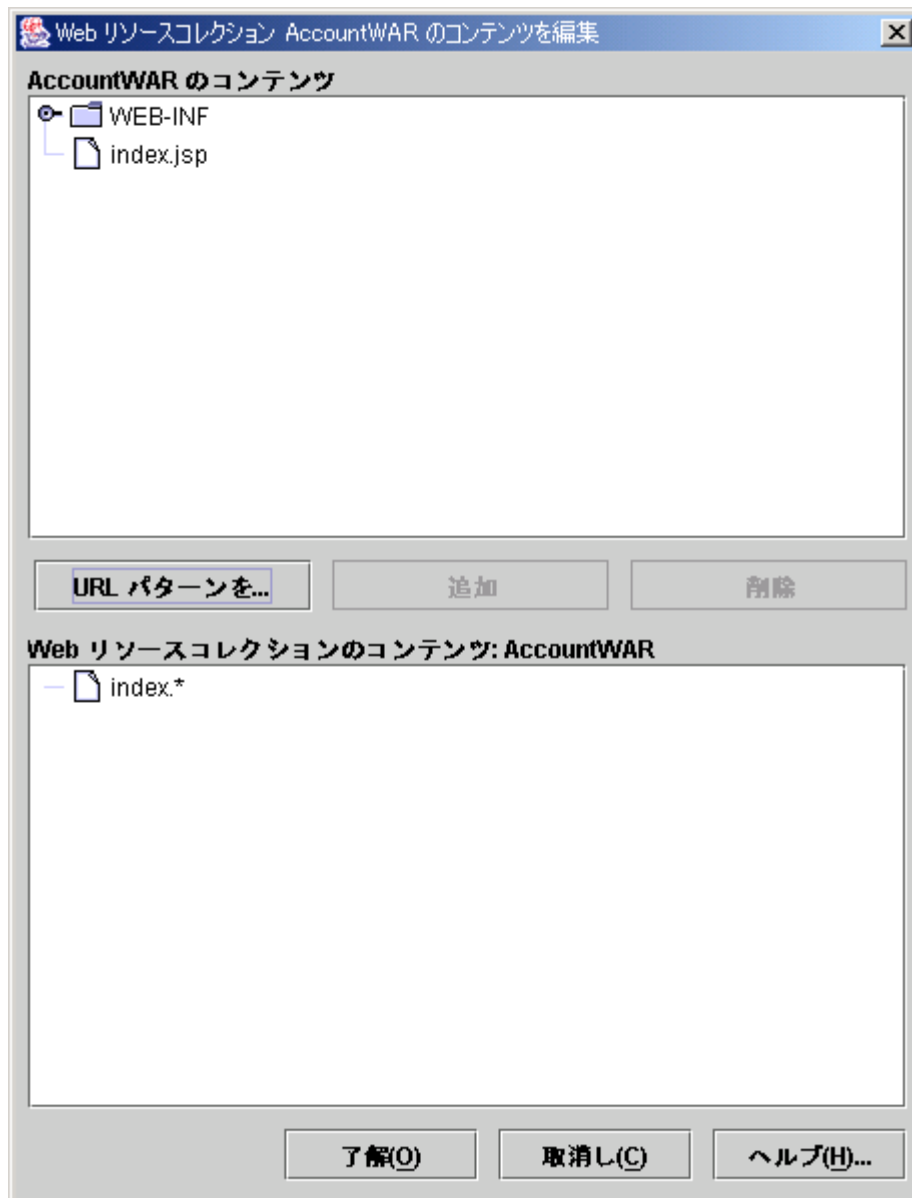 Web リソースコレクション AccountWAR のコンテンツを編集
AccountWAR のコンテンツ
WEB-INF
index.jsp
URL パターンを...
追加
削除
Web リソースコレクションのコンテンツ: AccountWAR
index.*
了解(O)
取消し(C)
ヘルプ(H)...